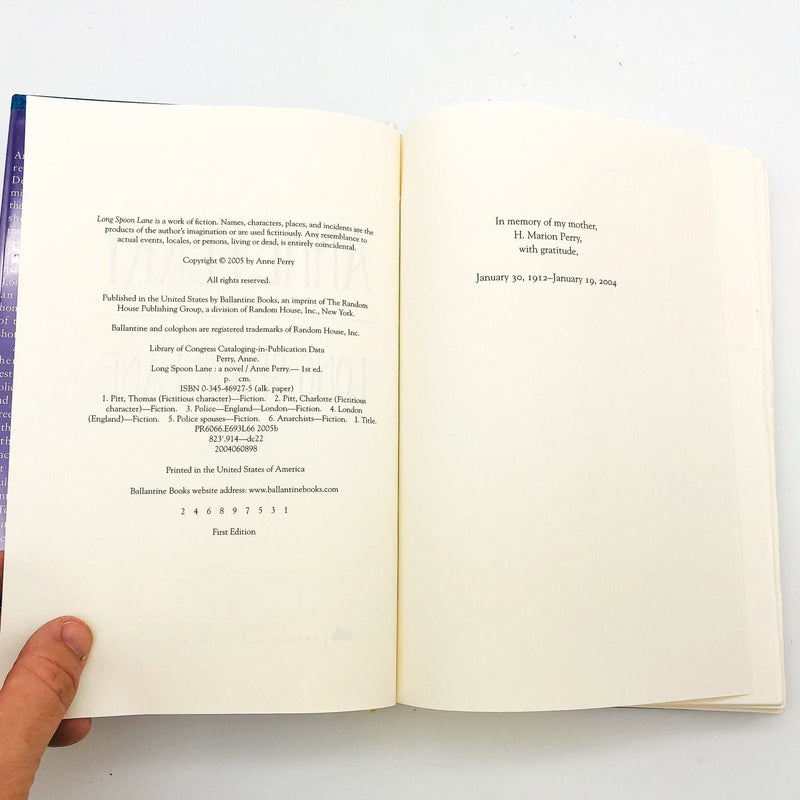 Long Spoon Lane is a work of fiction. Names, characters, places, and incidents are the
products of the author's imagination or are used fictitiously. Any resemblance to
actual events, locales, or persons, living or dead, is entirely coincidental.
Copyright © 2005 by Anne Perry
All rights reserved.
Published in the United States by Ballantine Books, an imprint of The Random
House Publishing Group, a division of Random House, Inc., New York.
Ballantine and colophon are registered trademarks of Random House, Inc.
Library of Congress Cataloging-in-Publication Data
Perry, Anne.
Long Spoon Lane : a novel / Anne Perry.— 1st ed.
p. cm.
ISBN 0-345-46927-5 (alk. paper)
1. Pitt, Thomas (Fictitious character)—Fiction. 2. Pitt, Charlotte (Fictitious
character)—Fiction. 3. Police—England—London—Fiction. 4. London
(England)—Fiction. 5. Police spouses—Fiction. 6. Anarchists—Fiction. I. Title.
PR6066.E693L66 2005b
823'.914—dc22
2004060898
Printed in the United States of America
Ballantine Books website address: www.ballantinebooks.com
2 4 6 8 9 7 5 3 1
First Edition
In memory of my mother,
H. Marion Perry,
with gratitude,
January 30, 1912–January 19, 2004